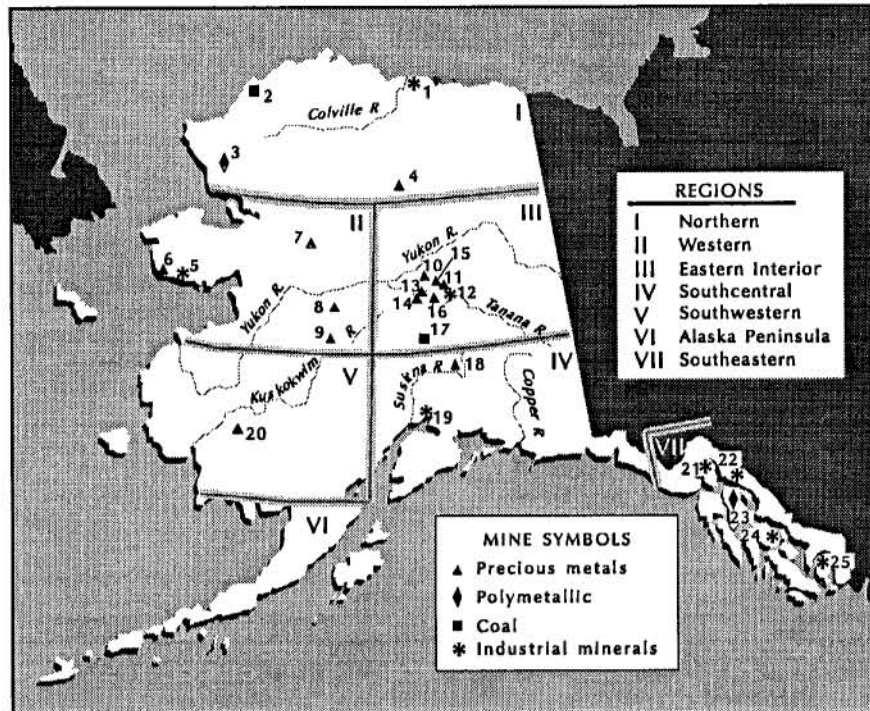 1
2
Colville R
I
3
4
II
III
7
Yukon R.
15
10
11
6
5
13
12
14
16
8
Yukon R.
Tanana R.
9
R.
17
V
IV
18
Kuskokwim
Susitna R.
Copper R
19
20
VI
VII
21
22
23
24
25
REGIONS
I Northern
II Western
III Eastern Interior
IV Southcentral
V Southwestern
VI Alaska Peninsula
VII Southeastern
MINE SYMBOLS
Precious metals
Polymetallic
Coal
Industrial minerals